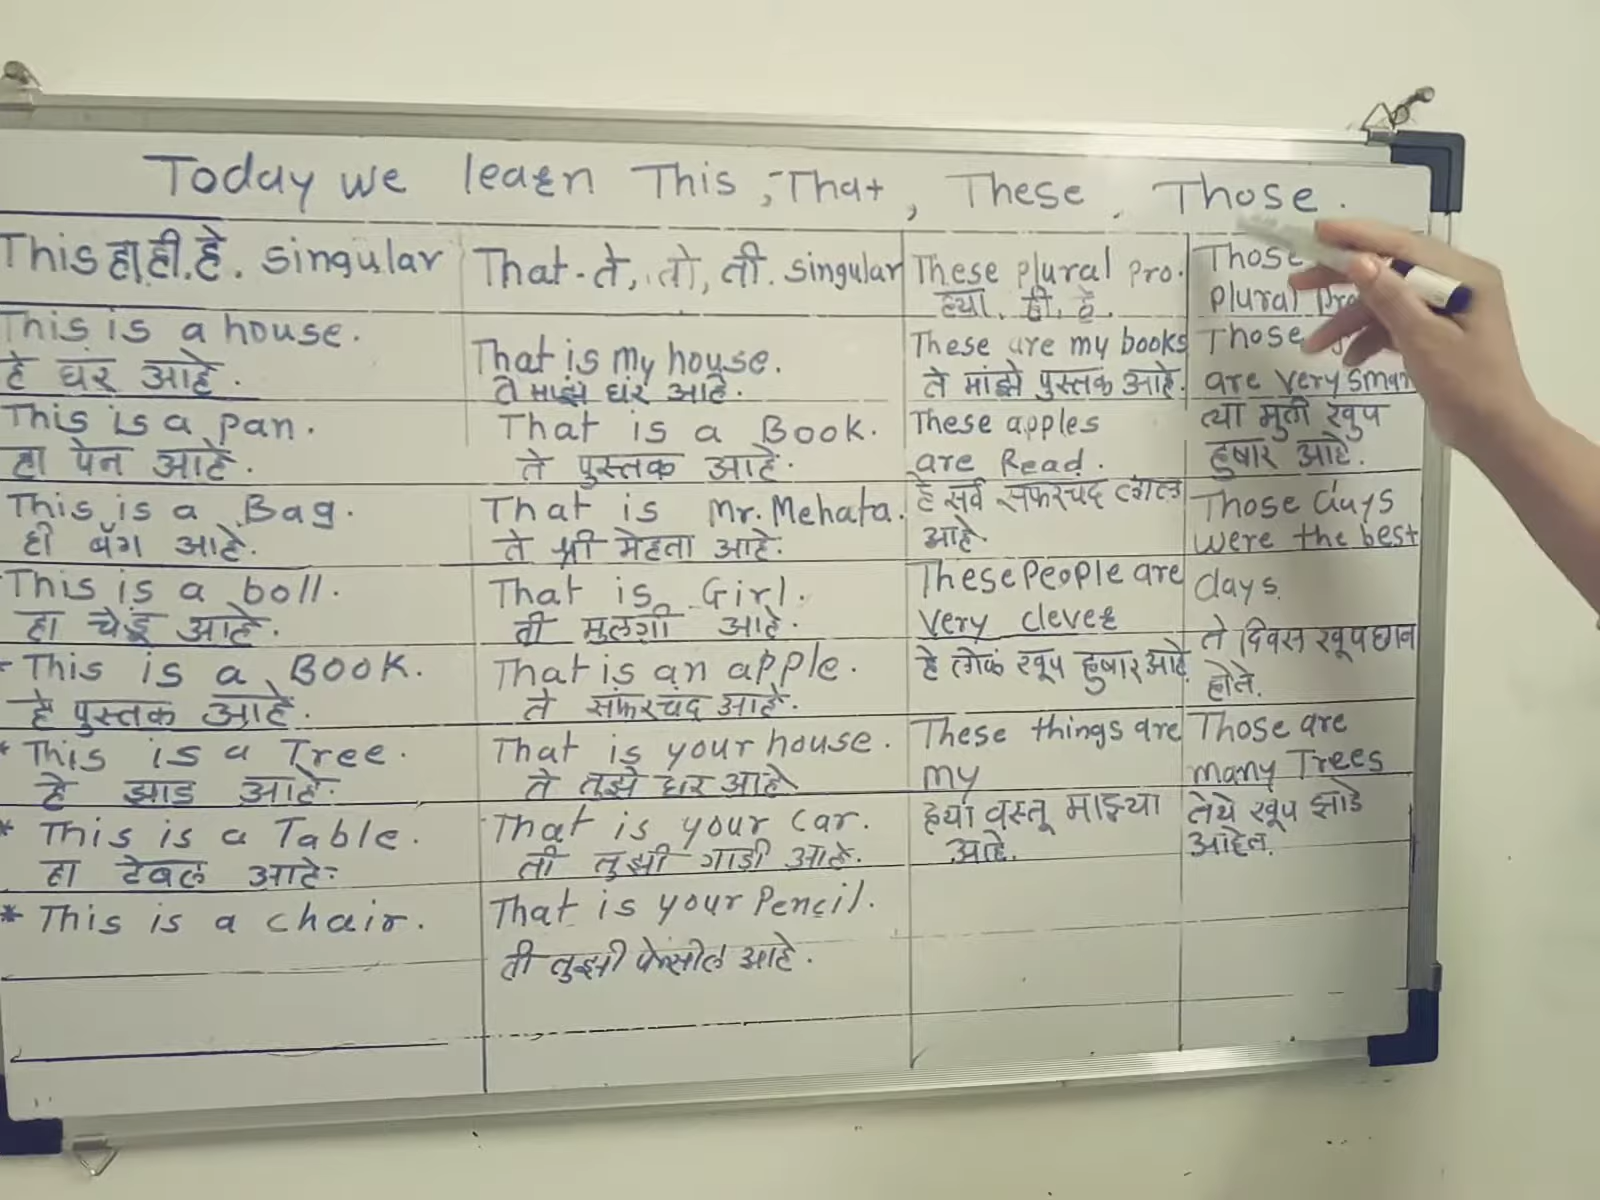 Today we learn This, That, These, Those.
This हा, ही, हे. singular
This is a house.
हे घर आहे.
This is a pan.
हा पेन आहे.
This is a Bag.
ही बॅग आहे.
This is a boll.
हा चेंडू आहे.
This is a BOOK.
हे पुस्तक आहे.
* This is a Tree.
हे झाड आहे.
* This is a Table.
हा टेबल आहे.
* This is a chair.
That - ते, तो, ती. singular
That is my house.
ते माझे घर आहे.
That is a Book.
ते पुस्तक आहे.
That is Mr. Mehata.
ते श्री मेहता आहे.
That is Girl.
ती मुलगी आहे.
That is an apple.
ते सफरचंद आहे.
That is your house.
ते तुझे घर आहे
That is your car.
ती तुझी गाडी आहे.
That is your Pencil.
ती तुझी पेन्सील आहे.
These plural pro.
ह्या, ही, हे.
These are my books
ते माझे पुस्तक आहे.
These apples
are Read.
हे सर्व सफरचंद
आहे.
These People are
very clever
हे लोक खूप हुबार आहे.
These things are
my
ह्या वस्तू माझ्या
आहे.
Those
plural
Those
are very
त्या मुली खुप
हुबार आहे.
Those days
were the best
days.
ते दिवस खूप छान
होते.
Those are
many Trees
तेथे खूप झाडे
आहेत.